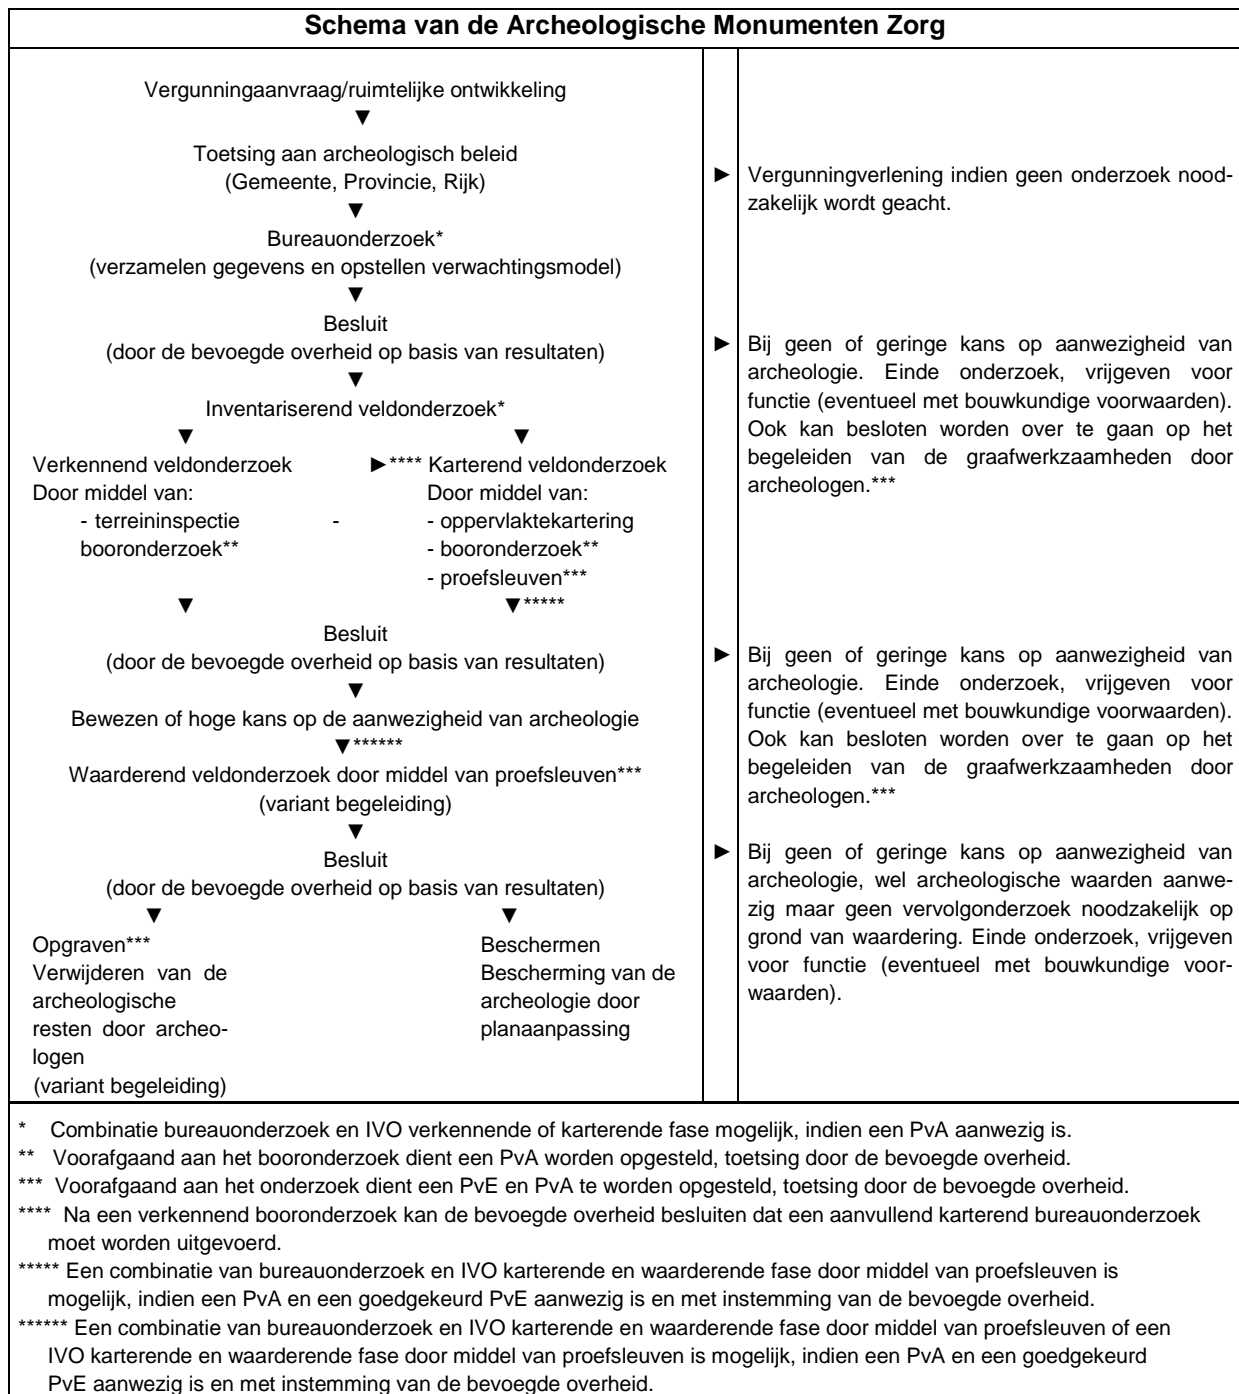 Schema van de Archeologische Monumenten Zorg
Vergunningaanvraag/ruimtelijke ontwikkeling
▼
Toetsing aan archeologisch beleid
(Gemeente, Provincie, Rijk)
▼
Bureauonderzoek*
(verzamelen gegevens en opstellen verwachtingsmodel)
▼
Besluit
(door de bevoegde overheid op basis van resultaten)
▼
Inventariserend veldonderzoek*
▼ ▼
Verkennend veldonderzoek ►**** Karterend veldonderzoek
Door middel van: Door middel van:
- terreininspectie - - oppervlaktekartering
booronderzoek** - booronderzoek**
- proefsleuven***
▼ ▼*****
Besluit
(door de bevoegde overheid op basis van resultaten)
▼
Bewezen of hoge kans op de aanwezigheid van archeologie
▼******
Waarderend veldonderzoek door middel van proefsleuven***
(variant begeleiding)
▼
Besluit
(door de bevoegde overheid op basis van resultaten)
▼ ▼
Opgraven***
Verwijderen van de
archeologische
resten door archeo-
logen
(variant begeleiding)
Beschermen
Bescherming van de
archeologie door
planaanpassing
► Vergunningverlening indien geen onderzoek nood-
zakelijk wordt geacht.
► Bij geen of geringe kans op aanwezigheid van
archeologie. Einde onderzoek, vrijgeven voor
functie (eventueel met bouwkundige voorwaarden).
Ook kan besloten worden over te gaan op het
begeleiden van de graafwerkzaamheden door
archeologen.***
► Bij geen of geringe kans op aanwezigheid van
archeologie. Einde onderzoek, vrijgeven voor
functie (eventueel met bouwkundige voorwaarden).
Ook kan besloten worden over te gaan op het
begeleiden van de graafwerkzaamheden door
archeologen.***
► Bij geen of geringe kans op aanwezigheid van
archeologie, wel archeologische waarden aanwe-
zig maar geen vervolgonderzoek noodzakelijk op
grond van waardering. Einde onderzoek, vrijgeven
voor functie (eventueel met bouwkundige voor-
waarden).
* Combinatie bureauonderzoek en IVO verkennende of karterende fase mogelijk, indien een PvA aanwezig is.
** Voorafgaand aan het booronderzoek dient een PvA worden opgesteld, toetsing door de bevoegde overheid.
*** Voorafgaand aan het onderzoek dient een PvE en PvA te worden opgesteld, toetsing door de bevoegde overheid.
**** Na een verkennend booronderzoek kan de bevoegde overheid besluiten dat een aanvullend karterend bureauonderzoek
moet worden uitgevoerd.
***** Een combinatie van bureauonderzoek en IVO karterende en waarderende fase door middel van proefsleuven is
mogelijk, indien een PvA en een goedgekeurd PvE aanwezig is en met instemming van de bevoegde overheid.
****** Een combinatie van bureauonderzoek en IVO karterende en waarderende fase door middel van proefsleuven of een
IVO karterende en waarderende fase door middel van proefsleuven is mogelijk, indien een PvA en een goedgekeurd
PvE aanwezig is en met instemming van de bevoegde overheid.